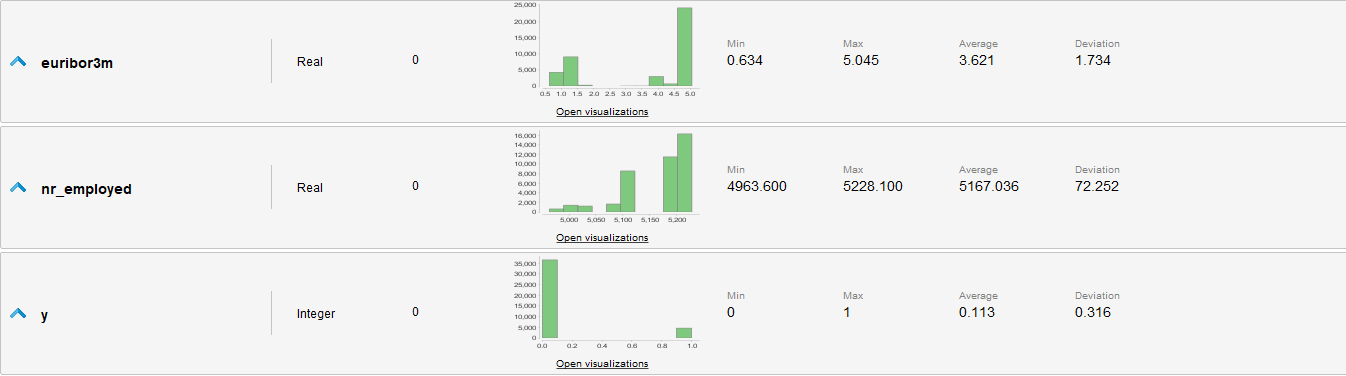 25,000
20,000
15,000
10,000
5,000
0
0.5 1.0 1.5 2.0 2.5 3.0 3.5 4.0 4.5 5.0
euribor3m Real 0
Open visualizations
Min Max Average Deviation
0.634 5.045 3.621 1.734
16,000
14,000
12,000
10,000
8,000
6,000
4,000
2,000
0
5,000 5,050 5,100 5,150 5,200
nr_employed Real 0
Open visualizations
Min Max Average Deviation
4963.600 5228.100 5167.036 72.252
35,000
30,000
25,000
20,000
15,000
10,000
5,000
0
0.0 0.2 0.4 0.6 0.8 1.0
y Integer 0
Open visualizations
Min Max Average Deviation
0 1 0.113 0.316